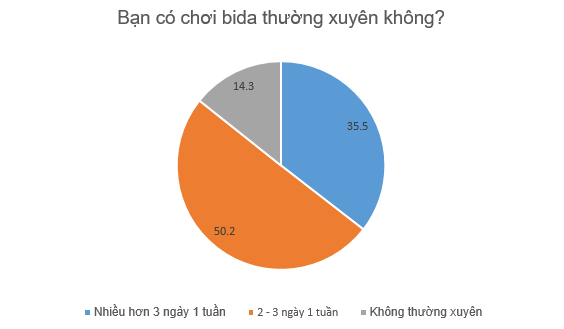 Bạn có chơi bida thường xuyên không?
14.3
35.5
50.2
Nhiều hơn 3 ngày 1 tuần 2 - 3 ngày 1 tuần Không thường xuyên